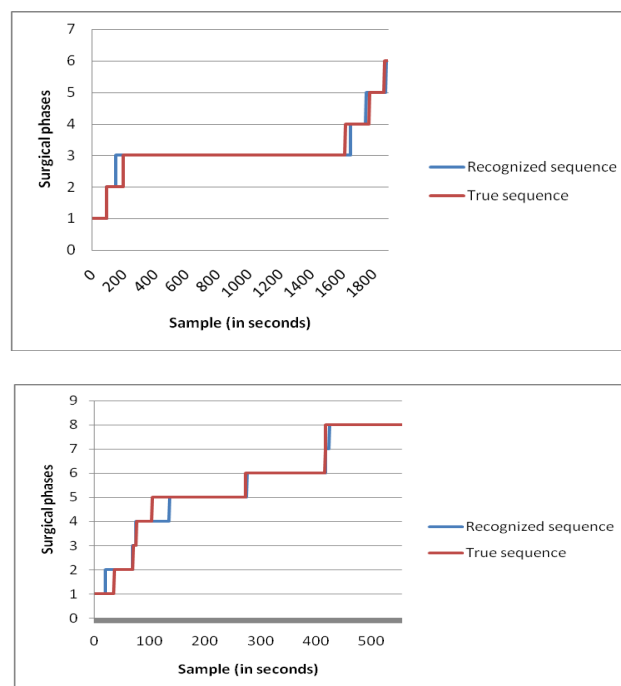 7
6
5
4
3
2
1
0
Surgical phases
0 200 400 600 800 1000 1200 1400 1600 1800
Sample (in seconds)
Recognized sequence
True sequence
9
8
7
6
5
4
3
2
1
0
Surgical phases
0 100 200 300 400 500
Sample (in seconds)
Recognized sequence
True sequence